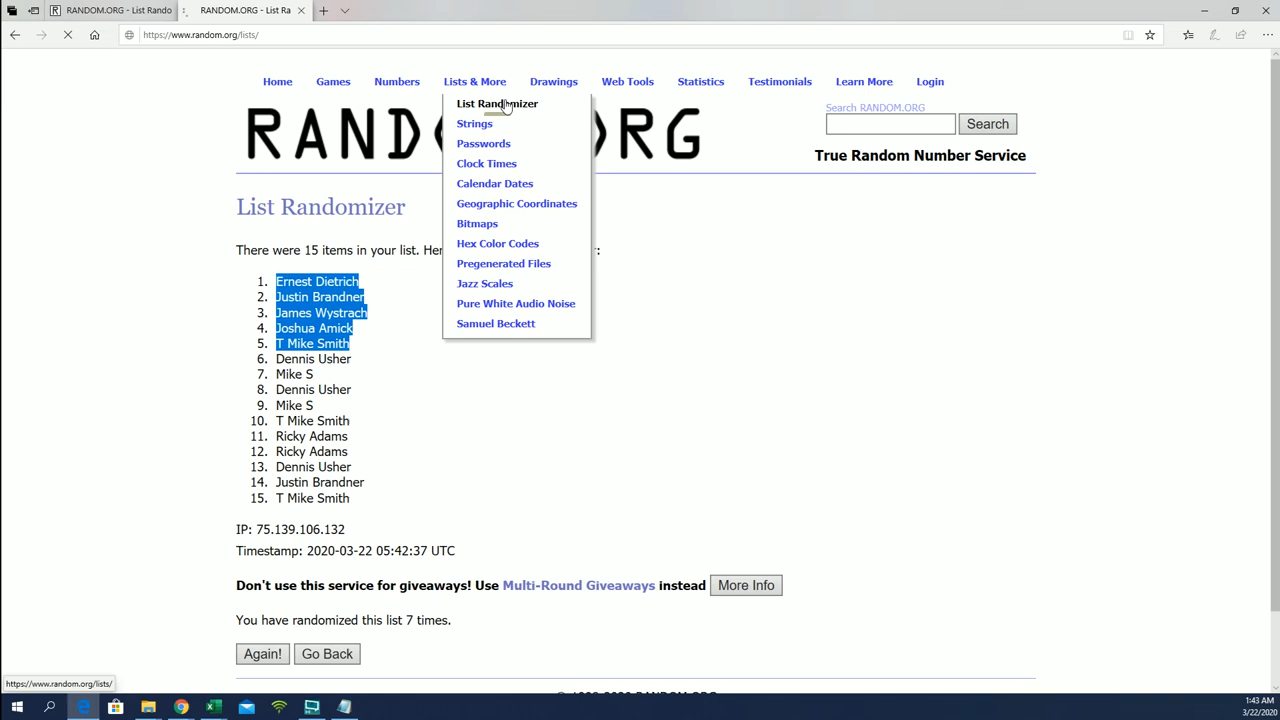 RANDOM.ORG - List Rando
RANDOM.ORG - List Ra
https://www.random.org/lists/
Home Games Numbers Lists & More Drawings Web Tools Statistics Testimonials Learn More Login
List Randomizer
Strings
Passwords
Clock Times
Calendar Dates
Geographic Coordinates
Bitmaps
Hex Color Codes
Pregenerated Files
Jazz Scales
Pure White Audio Noise
Samuel Beckett
Search RANDOM.ORG
Search
RAND RG
True Random Number Service
List Randomizer
There were 15 items in your list. Her :
1. Ernest Dietrich
2. Justin Brandner
3. James Wystrach
4. Joshua Amick
5. T Mike Smith
6. Dennis Usher
7. Mike S
8. Dennis Usher
9. Mike S
10. T Mike Smith
11. Ricky Adams
12. Ricky Adams
13. Dennis Usher
14. Justin Brandner
15. T Mike Smith
IP: 75.139.106.132
Timestamp: 2020-03-22 05:42:37 UTC
Don't use this service for giveaways! Use Multi-Round Giveaways instead More Info
You have randomized this list 7 times.
Again! Go Back
https://www.random.org/lists/
1:43 AM
3/22/2020